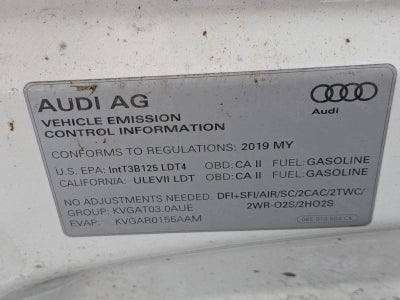 AUDI AG
Audi
VEHICLE EMISSION
CONTROL INFORMATION
CONFORMS TO REGULATIONS: 2019 MY
U.S. EPA: IntT3B125 LDT4 OBD: CA II FUEL: GASOLINE
CALIFORNIA: ULEVII LDT OBD: CA II FUEL: GASOLINE
NO ADJUSTMENTS NEEDED. DFI+SFI/AIR/SC/2CAC/2TWC/
GROUP: KVGAT03.0AUE 2WR-O2S/2HO2S
EVAP: KVGAR0155AAM